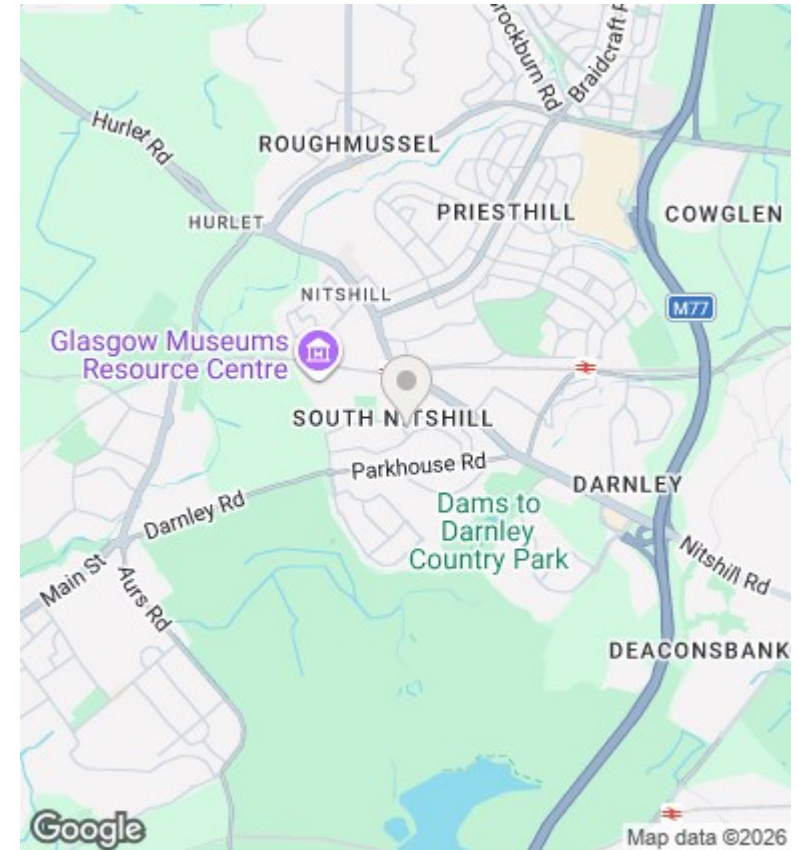 Brockburn Rd
Braidcraft R
Hurlet Rd
ROUGHMUSSEL
PRIESTHILL
COWGLEN
HURLET
NITSHILL
M77
Glasgow Museums
Resource Centre
SOUTH NITSHILL
Parkhouse Rd
DARNLEY
Darnley Rd
Dams to
Darnley
Country Park
Nitshill Rd
Main St
Aurs Rd
DEACONSBANK
Google
Map data ©2026